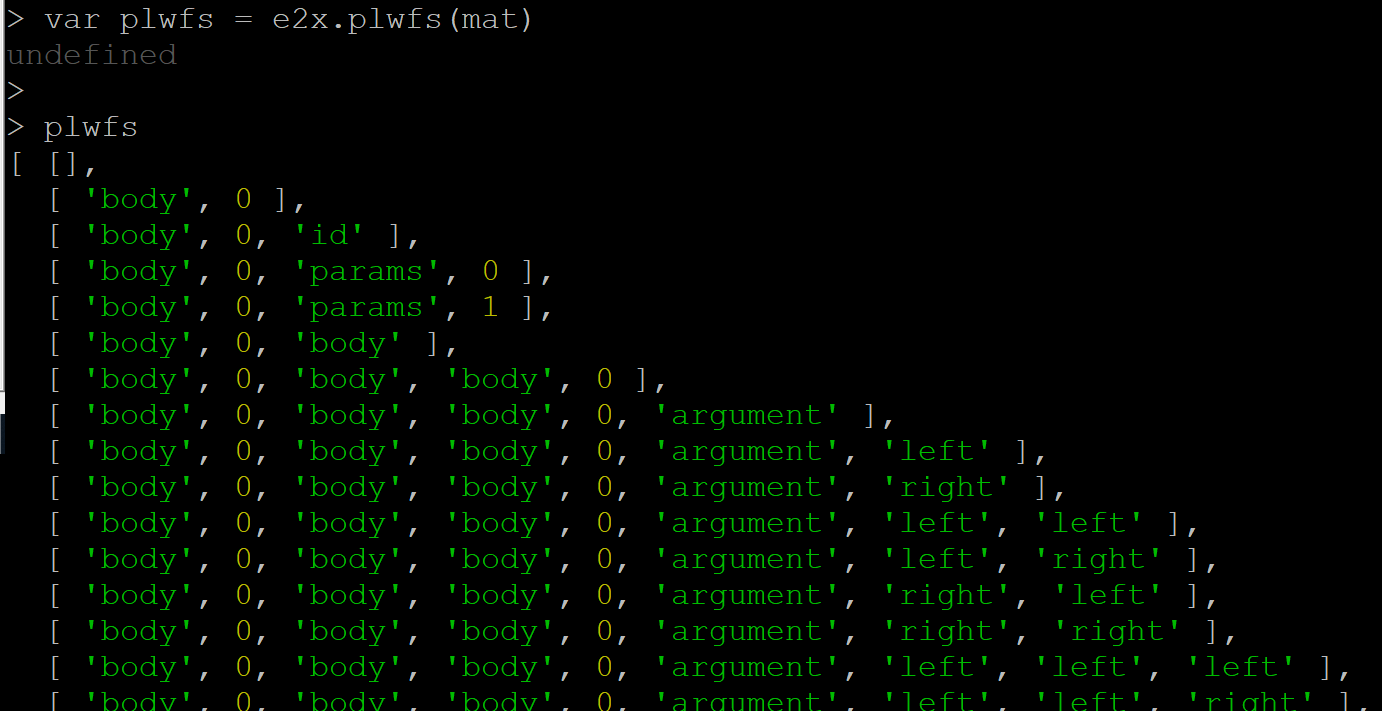 > var plwfs = e2x.plwfs(mat)
undefined
>
> plwfs
[ [],
  [ 'body', 0 ],
  [ 'body', 0, 'id' ],
  [ 'body', 0, 'params', 0 ],
  [ 'body', 0, 'params', 1 ],
  [ 'body', 0, 'body' ],
  [ 'body', 0, 'body', 'body', 0 ],
  [ 'body', 0, 'body', 'body', 0, 'argument' ],
  [ 'body', 0, 'body', 'body', 0, 'argument', 'left' ],
  [ 'body', 0, 'body', 'body', 0, 'argument', 'right' ],
  [ 'body', 0, 'body', 'body', 0, 'argument', 'left', 'left' ],
  [ 'body', 0, 'body', 'body', 0, 'argument', 'left', 'right' ],
  [ 'body', 0, 'body', 'body', 0, 'argument', 'right', 'left' ],
  [ 'body', 0, 'body', 'body', 0, 'argument', 'right', 'right' ],
  [ 'body', 0, 'body', 'body', 0, 'argument', 'left', 'left', 'left' ],
  [ 'body', 0, 'body', 'body', 0, 'argument', 'left', 'left', 'right' ],